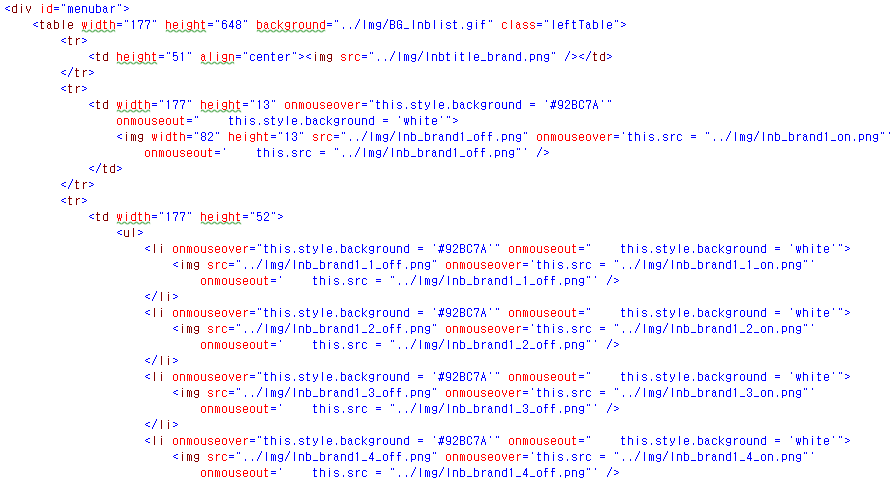 <div id="menubar">
<table width="177" height="648" background="../Img/BG_lnblist.gif" class="leftTable">
<tr>
<td height="51" align="center"><img src="../Img/lnbtitle_brand.png" /></td>
</tr>
<tr>
<td width="177" height="13" onmouseover="this.style.background = '#92BC7A'"
onmouseout="    this.style.background = 'white'">
<img width="82" height="13" src="../Img/lnb_brand1_off.png" onmouseover='this.src = "../Img/lnb_brand1_on.png"'
onmouseout='    this.src = "../Img/lnb_brand1_off.png"' />
</td>
</tr>
<tr>
<td width="177" height="52">
<ul>
<li onmouseover="this.style.background = '#92BC7A'" onmouseout="    this.style.background = 'white'">
<img src="../Img/lnb_brand1_1_off.png" onmouseover='this.src = "../Img/lnb_brand1_1_on.png"'
onmouseout='    this.src = "../Img/lnb_brand1_1_off.png"' />
</li>
<li onmouseover="this.style.background = '#92BC7A'" onmouseout="    this.style.background = 'white'">
<img src="../Img/lnb_brand1_2_off.png" onmouseover='this.src = "../Img/lnb_brand1_2_on.png"'
onmouseout='    this.src = "../Img/lnb_brand1_2_off.png"' />
</li>
<li onmouseover="this.style.background = '#92BC7A'" onmouseout="    this.style.background = 'white'">
<img src="../Img/lnb_brand1_3_off.png" onmouseover='this.src = "../Img/lnb_brand1_3_on.png"'
onmouseout='    this.src = "../Img/lnb_brand1_3_off.png"' />
</li>
<li onmouseover="this.style.background = '#92BC7A'" onmouseout="    this.style.background = 'white'">
<img src="../Img/lnb_brand1_4_off.png" onmouseover='this.src = "../Img/lnb_brand1_4_on.png"'
onmouseout='    this.src = "../Img/lnb_brand1_4_off.png"' />